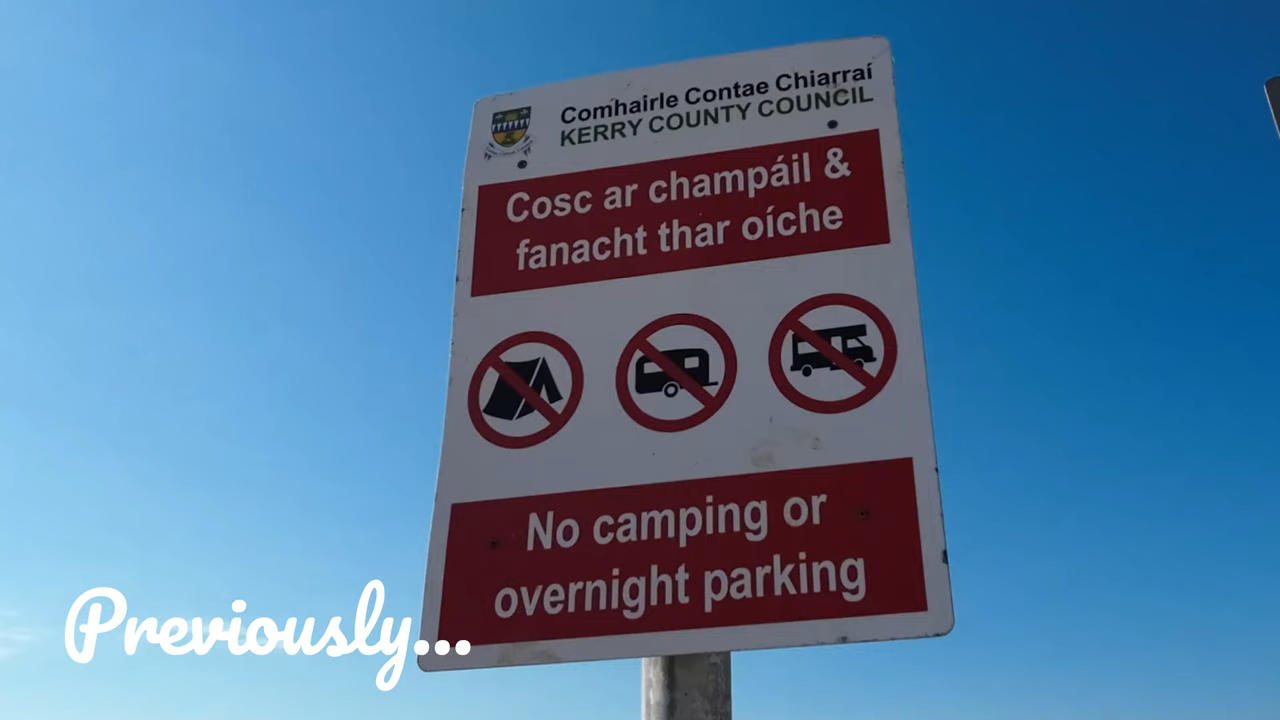 Comhairle Contae Chiarraí
KERRY COUNTY COUNCIL
Cosc ar champáil &
fanacht thar oíche
No camping or
overnight parking
Previously...